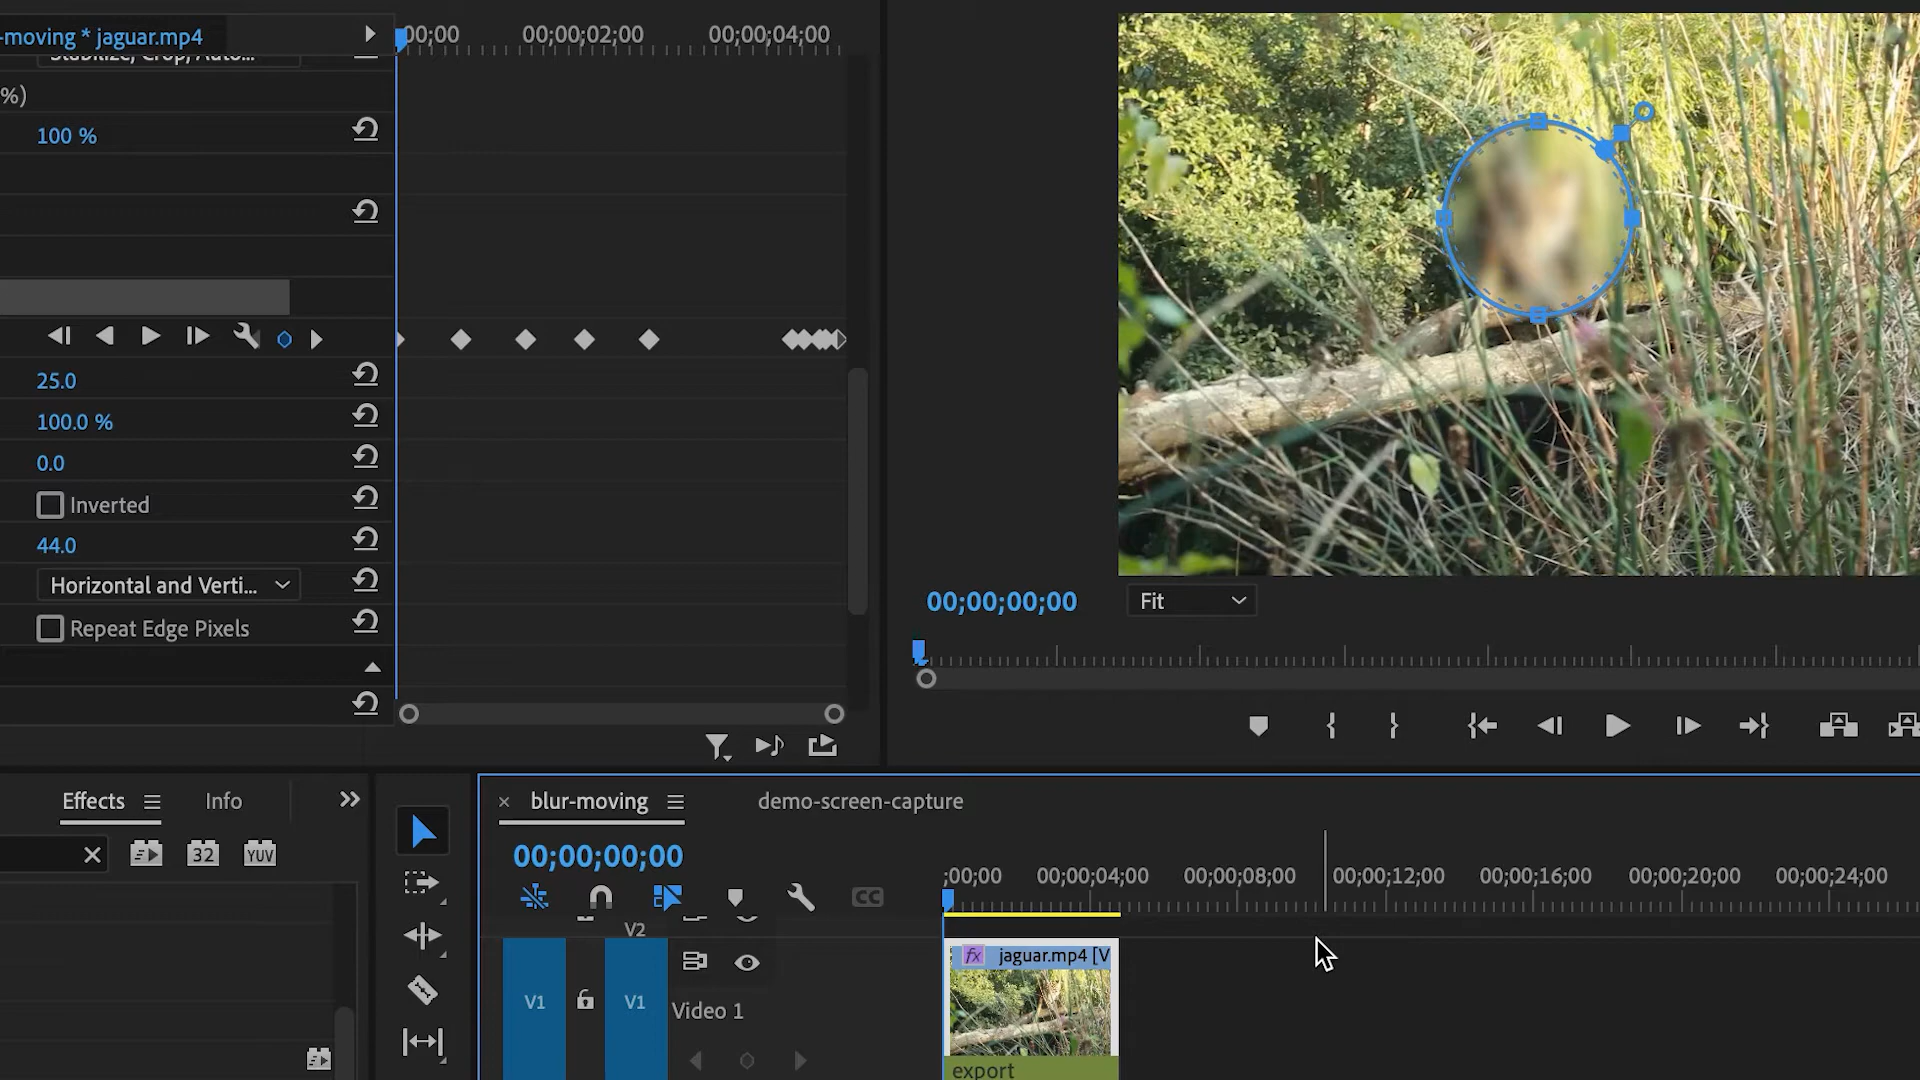 -moving * jaguar.mp4
;00;00
00;00;02;00
00;00;04;00
Stabilize, Crop, Auto...
%)
100 %
25.0
100.0 %
0.0
Inverted
44.0
Horizontal and Verti...
Repeat Edge Pixels
00;00;00;00
Fit
Effects
Info
32
YUV
× blur-moving
demo-screen-capture
00;00;00;00
;00;00
00;00;04;00
00;00;08;00
00;00;12;00
00;00;16;00
00;00;20;00
00;00;24;00
CC
V2
fx jaguar.mp4 [V
V1
V1
Video 1
export